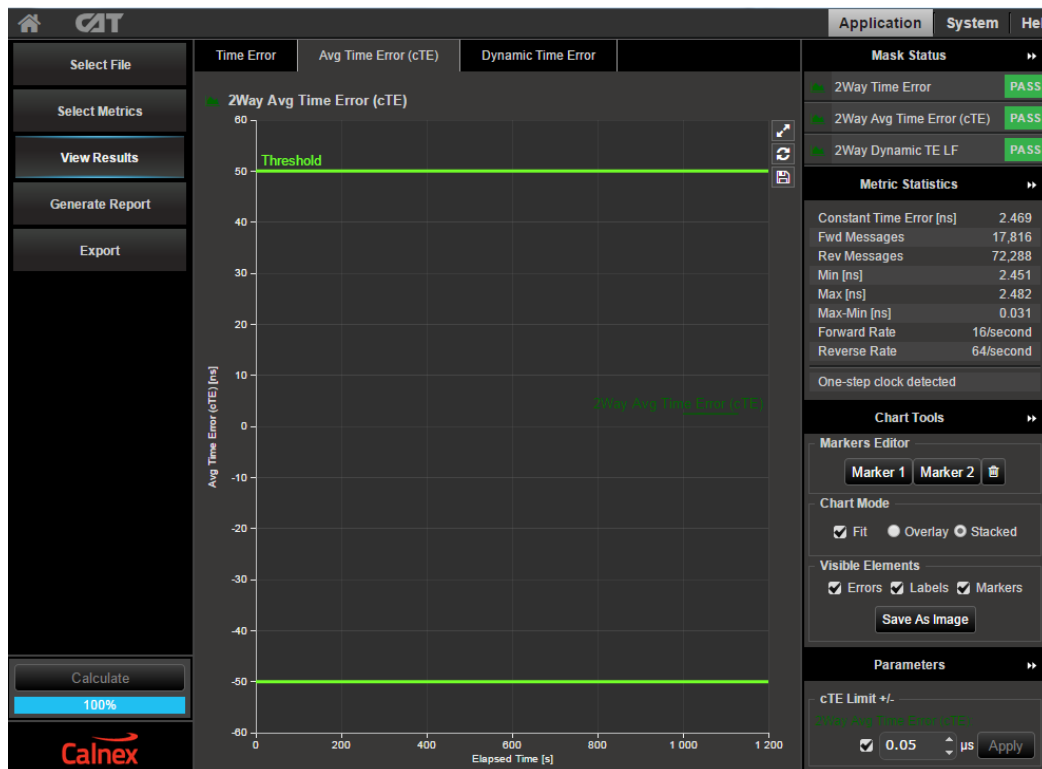 CAT
Application System Hel
Select File
Select Metrics
View Results
Generate Report
Export
Calculate
100%
Calnex
Time Error Avg Time Error (cTE) Dynamic Time Error
2Way Avg Time Error (cTE)
60
Threshold
50
40
30
20
10
2Way Avg Time Error (cTE)
0
-10
-20
-30
-40
-50
-60
Avg Time Error (cTE) [ns]
0 200 400 600 800 1 000 1 200
Elapsed Time [s]
Mask Status
2Way Time Error PASS
2Way Avg Time Error (cTE) PASS
2Way Dynamic TE LF PASS
Metric Statistics
Constant Time Error [ns] 2.469
Fwd Messages 17,816
Rev Messages 72,288
Min [ns] 2.451
Max [ns] 2.482
Max-Min [ns] 0.031
Forward Rate 16/second
Reverse Rate 64/second
One-step clock detected
Chart Tools
Markers Editor
Marker 1 Marker 2
Chart Mode
Fit Overlay Stacked
Visible Elements
Errors Labels Markers
Save As Image
Parameters
cTE Limit +/-
2Way Avg Time Error (cTE)
0.05 µs Apply